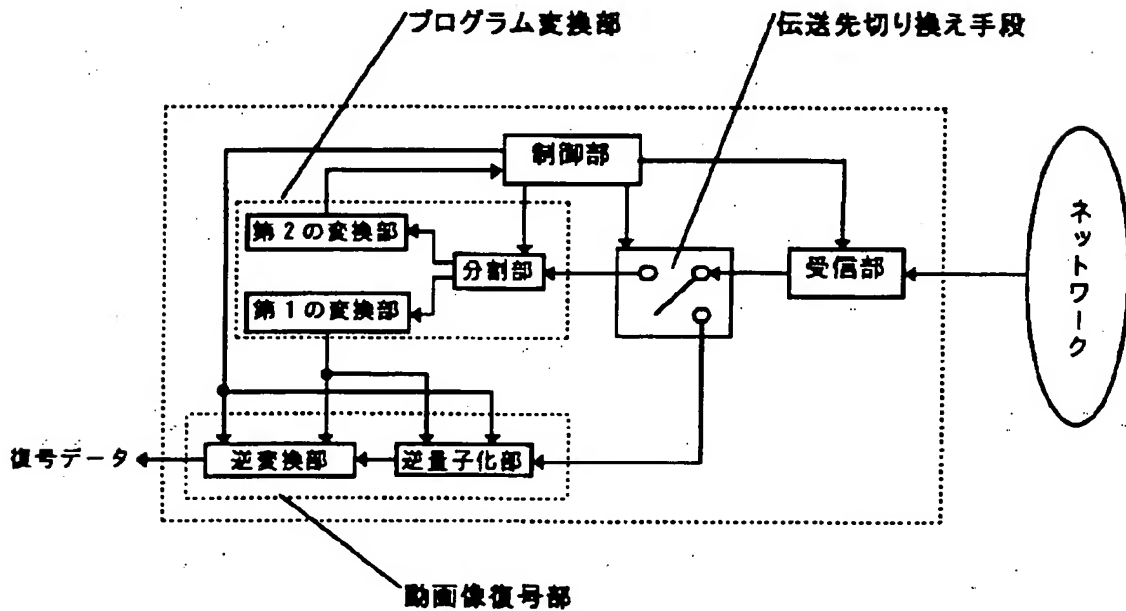 プログラム変換部
伝送先切り換え手段
制御部
第2の変換部
分割部
受信部
ネットワーク
第1の変換部
復号データ
逆変換部
逆量子化部
動画像復号部